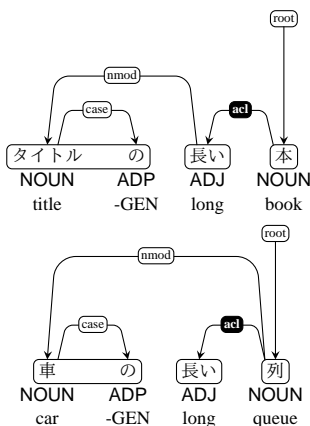 root
nmod
case
acl
タイトル の 長い 本
NOUN ADP ADJ NOUN
title -GEN long book
root
nmod
case
acl
車 の 長い 列
NOUN ADP ADJ NOUN
car -GEN long queue